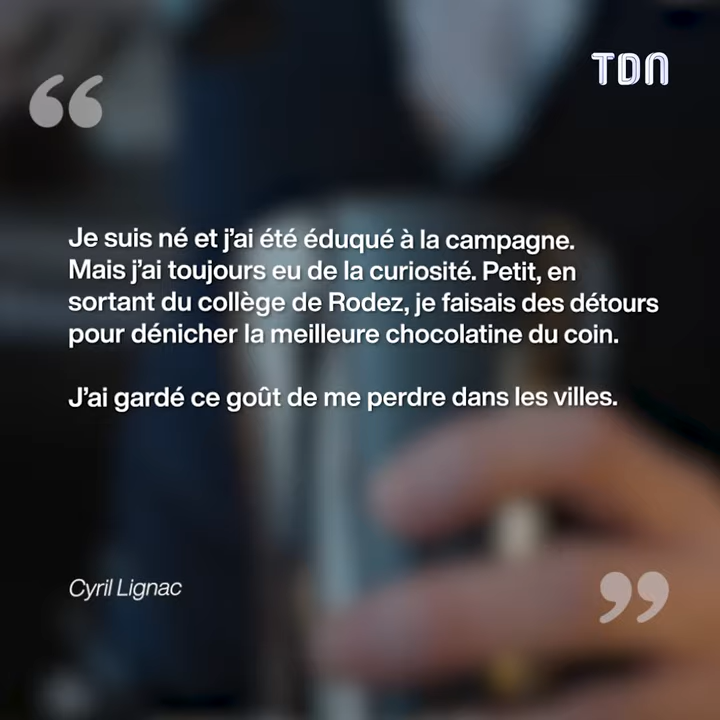 TDN
“
Je suis né et j’ai été éduqué à la campagne.
Mais j’ai toujours eu de la curiosité. Petit, en
sortant du collège de Rodez, je faisais des détours
pour dénicher la meilleure chocolatine du coin.
J’ai gardé ce goût de me perdre dans les villes.
Cyril Lignac
”